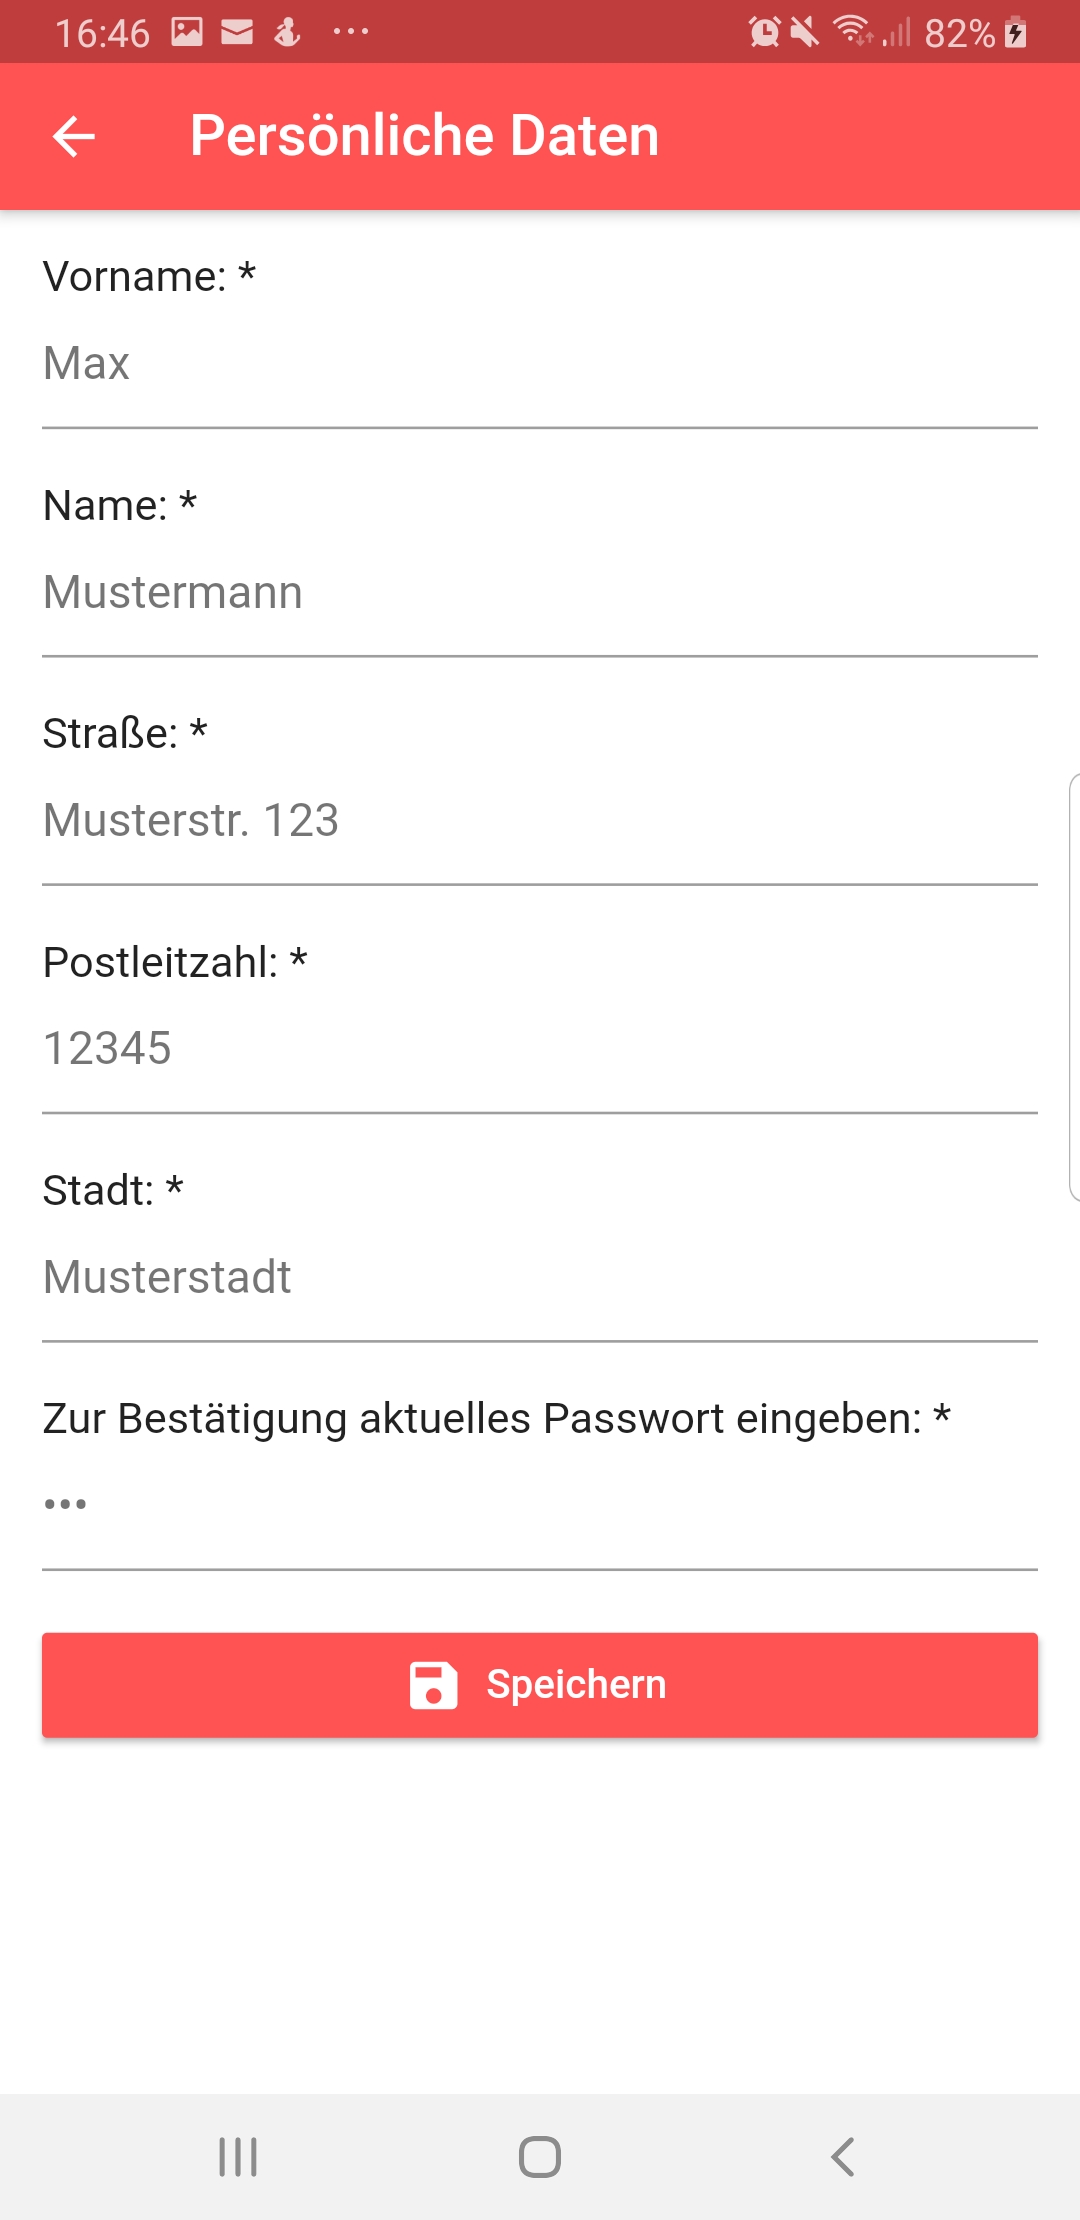 16:46
82%
Persönliche Daten
Vorname: *
Max
Name: *
Mustermann
Straße: *
Musterstr. 123
Postleitzahl: *
12345
Stadt: *
Musterstadt
Zur Bestätigung aktuelles Passwort eingeben: *
•••
Speichern